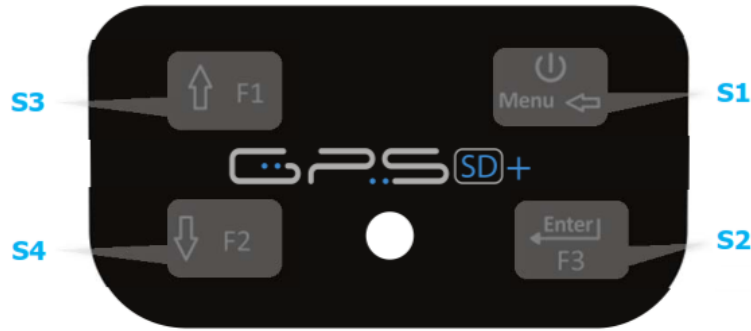 S3
F1
Menu
S1
GPS SD+
S4
F2
Enter
F3
S2